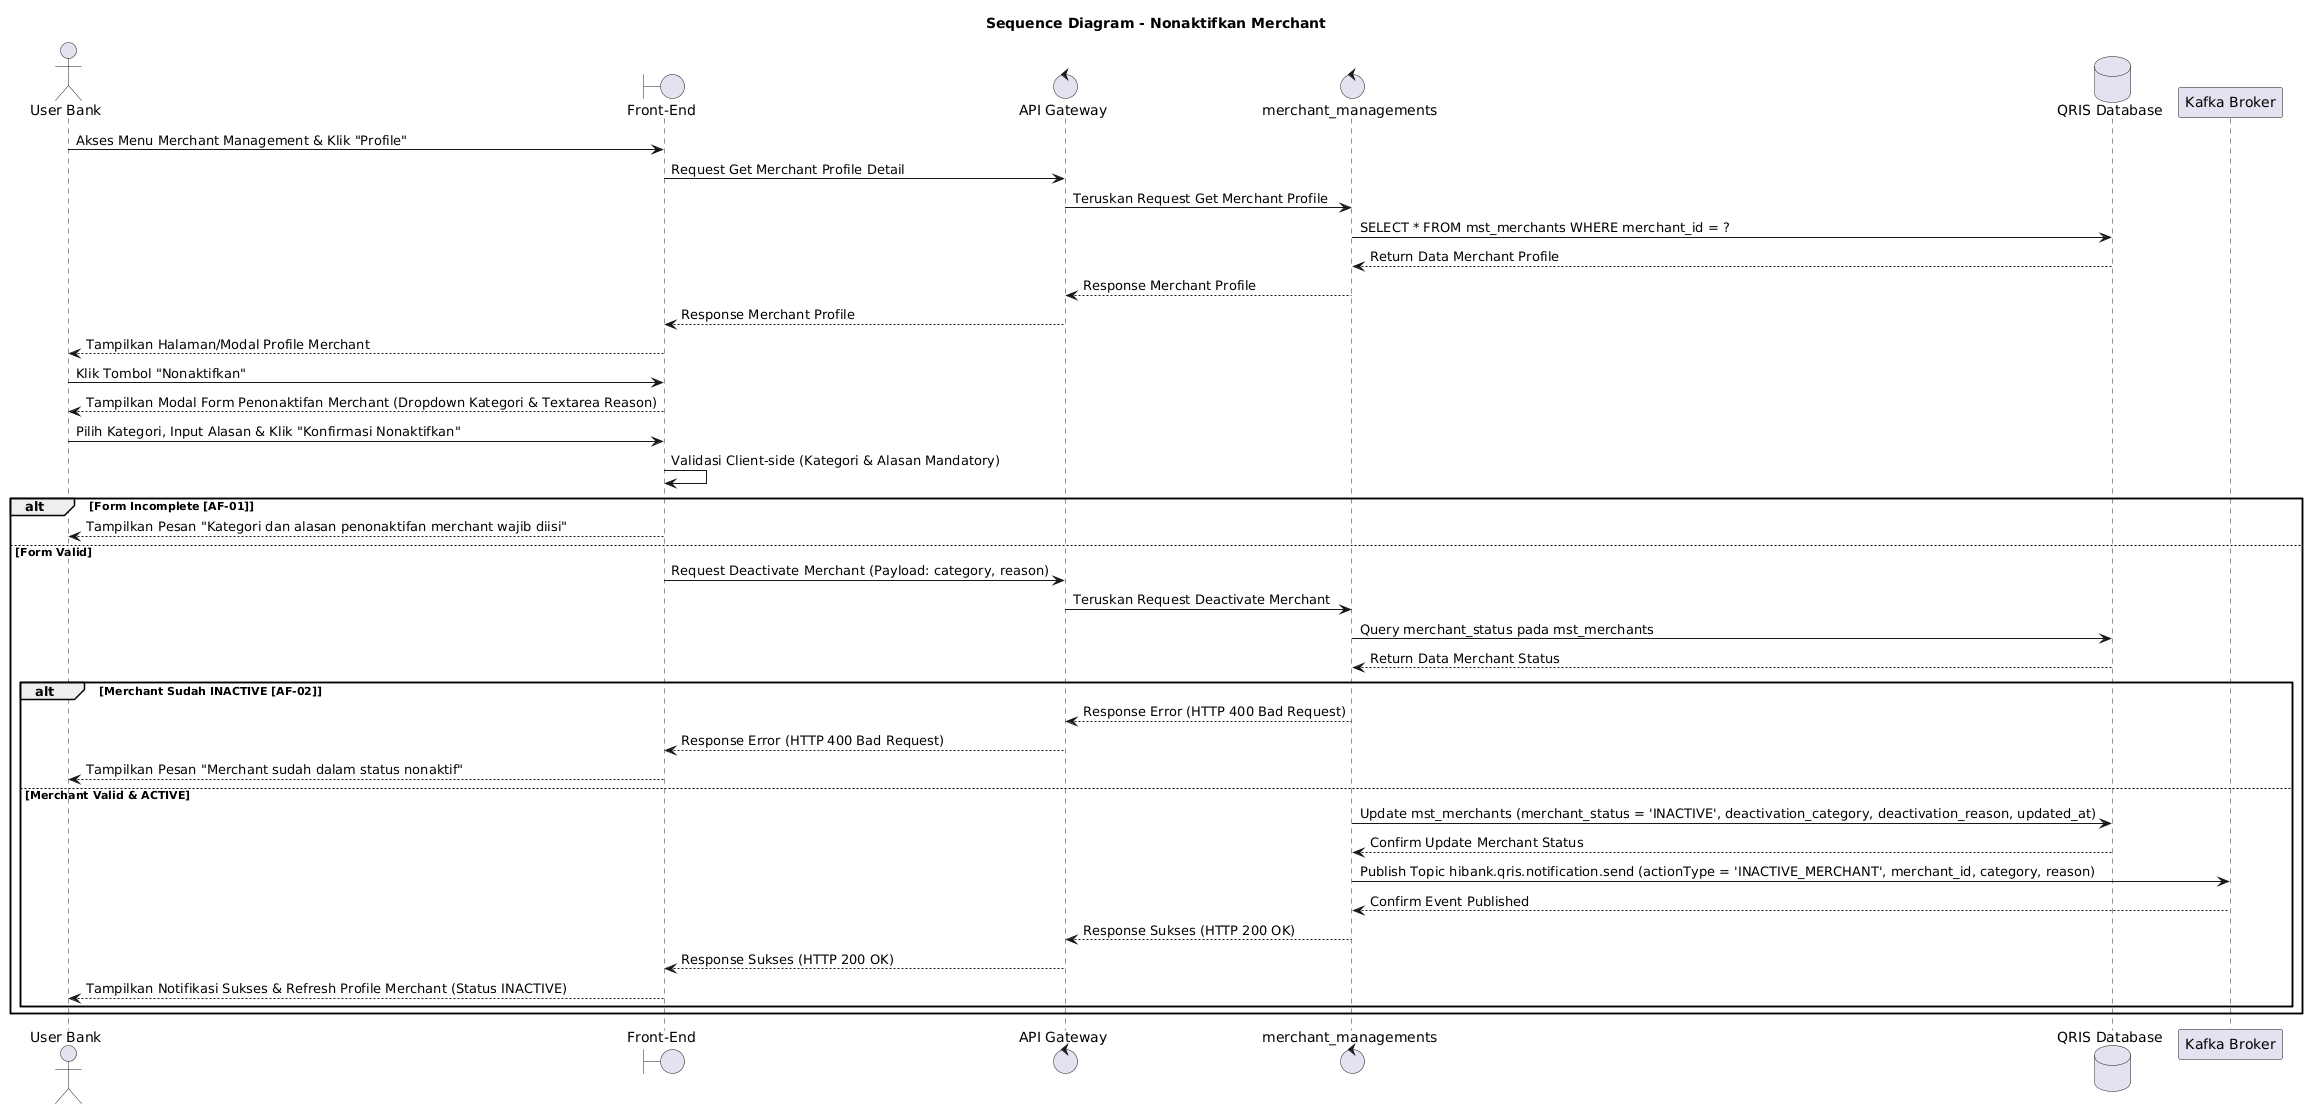 Sequence Diagram - Nonaktifkan Merchant
User Bank
Front-End
API Gateway
merchant_managements
QRIS Database
Kafka Broker
Akses Menu Merchant Management & Klik "Profile"
Request Get Merchant Profile Detail
Teruskan Request Get Merchant Profile
SELECT * FROM mst_merchants WHERE merchant_id = ?
Return Data Merchant Profile
Response Merchant Profile
Response Merchant Profile
Tampilkan Halaman/Modal Profile Merchant
Klik Tombol "Nonaktifkan"
Tampilkan Modal Form Penonaktifan Merchant (Dropdown Kategori & Textarea Reason)
Pilih Kategori, Input Alasan & Klik "Konfirmasi Nonaktifkan"
Validasi Client-side (Kategori & Alasan Mandatory)
alt [Form Incomplete [AF-01]]
Tampilkan Pesan "Kategori dan alasan penonaktifan merchant wajib diisi"
[Form Valid]
Request Deactivate Merchant (Payload: category, reason)
Teruskan Request Deactivate Merchant
Query merchant_status pada mst_merchants
Return Data Merchant Status
alt [Merchant Sudah INACTIVE [AF-02]]
Response Error (HTTP 400 Bad Request)
Response Error (HTTP 400 Bad Request)
Tampilkan Pesan "Merchant sudah dalam status nonaktif"
[Merchant Valid & ACTIVE]
Update mst_merchants (merchant_status = 'INACTIVE', deactivation_category, deactivation_reason, updated_at)
Confirm Update Merchant Status
Publish Topic hibank.qris.notification.send (actionType = 'INACTIVE_MERCHANT', merchant_id, category, reason)
Confirm Event Published
Response Sukses (HTTP 200 OK)
Response Sukses (HTTP 200 OK)
Tampilkan Notifikasi Sukses & Refresh Profile Merchant (Status INACTIVE)
User Bank
Front-End
API Gateway
merchant_managements
QRIS Database
Kafka Broker